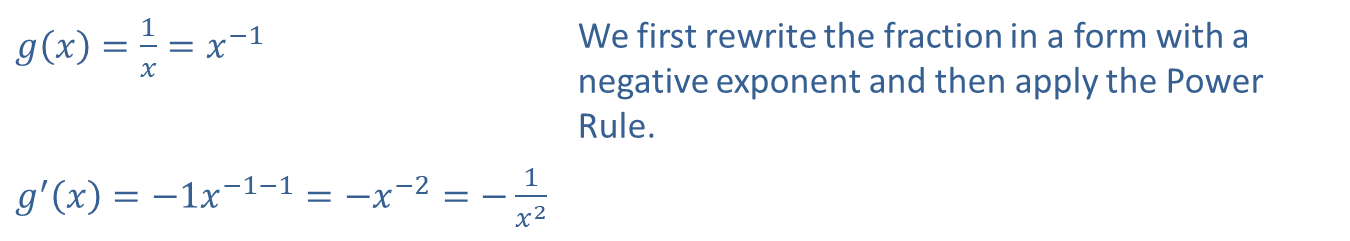 g(x) = 1/x = x⁻¹
We first rewrite the fraction in a form with a
negative exponent and then apply the Power
Rule.
g′(x) = −1x⁻¹⁻¹ = −x⁻² = − 1/x²